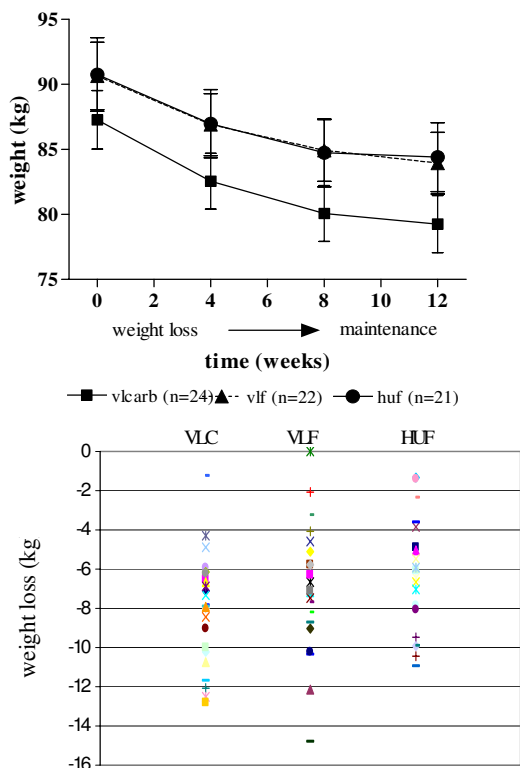 95
90
85
80
75
weight (kg)
0 2 4 6 8 10 12
weight loss maintenance
time (weeks)
vlcarb (n=24) vlf (n=22) huf (n=21)
VLC VLF HUF
0
-2
-4
-6
-8
-10
-12
-14
-16
weight loss (kg